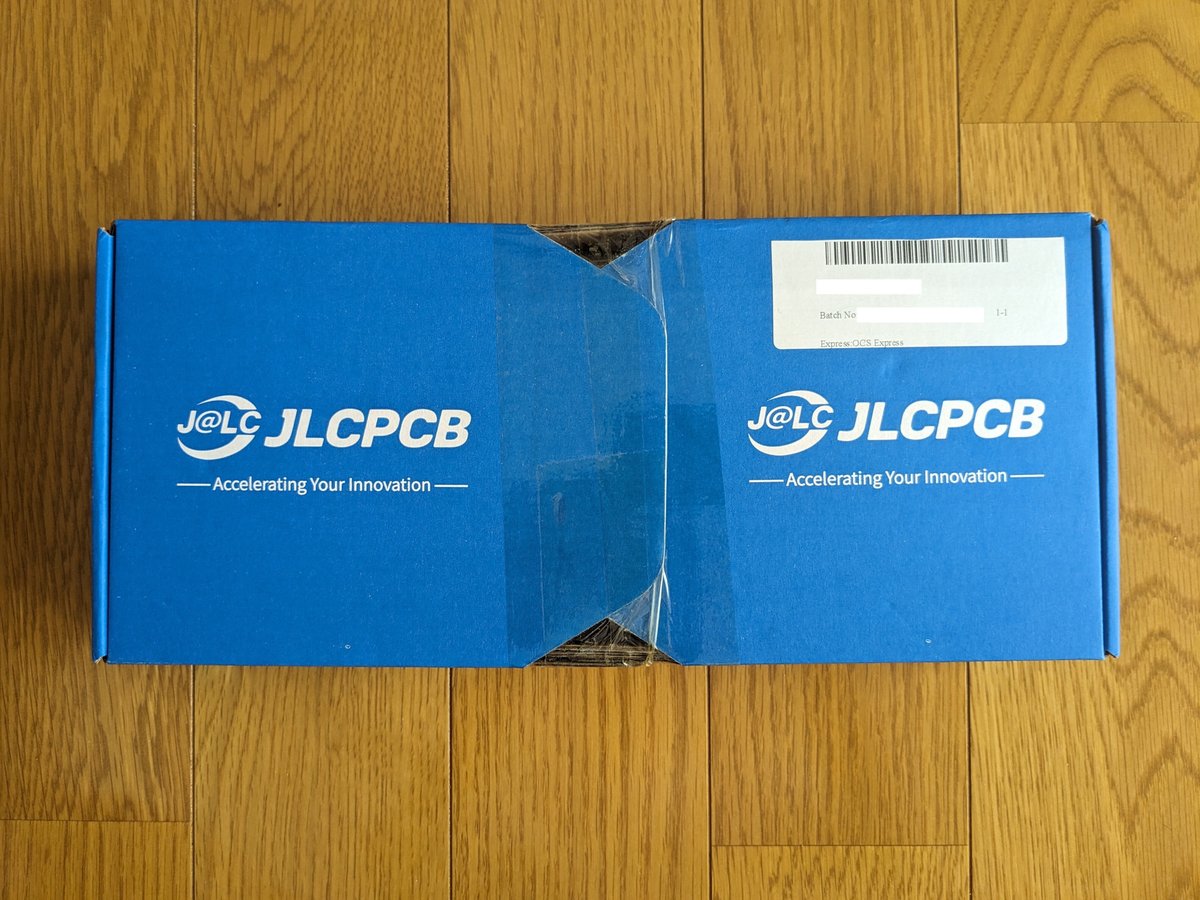 J@LC JLCPCB
Accelerating Your Innovation
Batch No
1-1
Express:OCS Express
J@LC JLCPCB
Accelerating Your Innovation